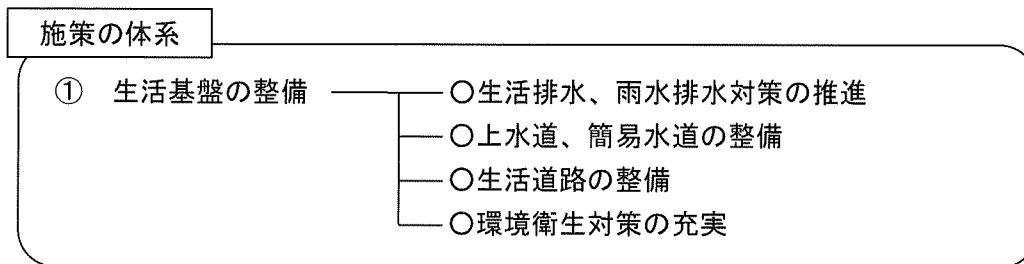 施策の体系
① 生活基盤の整備
○生活排水、雨水排水対策の推進
○上水道、簡易水道の整備
○生活道路の整備
○環境衛生対策の充実